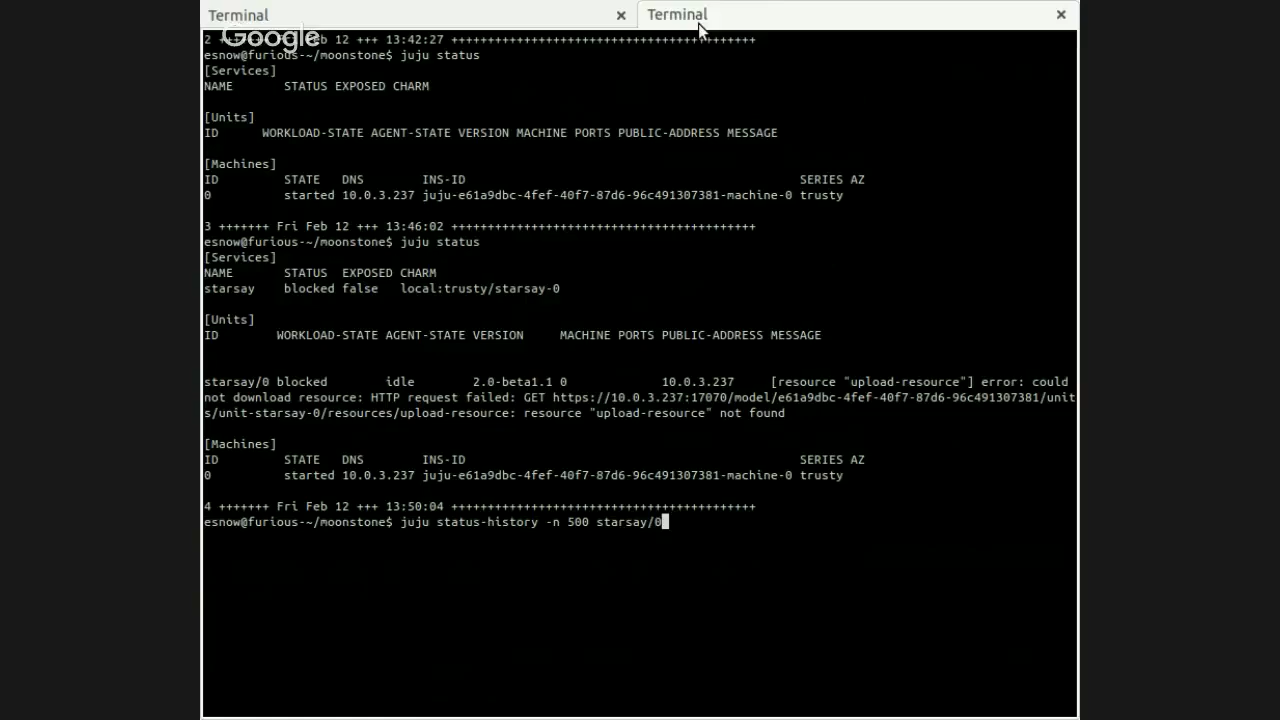 Terminal
Terminal
Google
2 +++++++ Fri Feb 12 +++ 13:42:27 ++++++++++++++++++++++++++++++++++++++++++
esnow@furious-~/moonstone$ juju status
[Services]
NAME STATUS EXPOSED CHARM
[Units]
ID WORKLOAD-STATE AGENT-STATE VERSION MACHINE PORTS PUBLIC-ADDRESS MESSAGE
[Machines]
ID STATE DNS INS-ID SERIES AZ
0 started 10.0.3.237 juju-e61a9dbc-4fef-40f7-87d6-96c491307381-machine-0 trusty
3 +++++++ Fri Feb 12 +++ 13:46:02 ++++++++++++++++++++++++++++++++++++++++++
esnow@furious-~/moonstone$ juju status
[Services]
NAME STATUS EXPOSED CHARM
starsay blocked false local:trusty/starsay-0
[Units]
ID WORKLOAD-STATE AGENT-STATE VERSION MACHINE PORTS PUBLIC-ADDRESS MESSAGE
starsay/0 blocked idle 2.0-beta1.1 0 10.0.3.237 [resource "upload-resource"] error: could
not download resource: HTTP request failed: GET https://10.0.3.237:17070/model/e61a9dbc-4fef-40f7-87d6-96c491307381/unit
s/unit-starsay-0/resources/upload-resource: resource "upload-resource" not found
[Machines]
ID STATE DNS INS-ID SERIES AZ
0 started 10.0.3.237 juju-e61a9dbc-4fef-40f7-87d6-96c491307381-machine-0 trusty
4 +++++++ Fri Feb 12 +++ 13:50:04 ++++++++++++++++++++++++++++++++++++++++++
esnow@furious-~/moonstone$ juju status-history -n 500 starsay/0